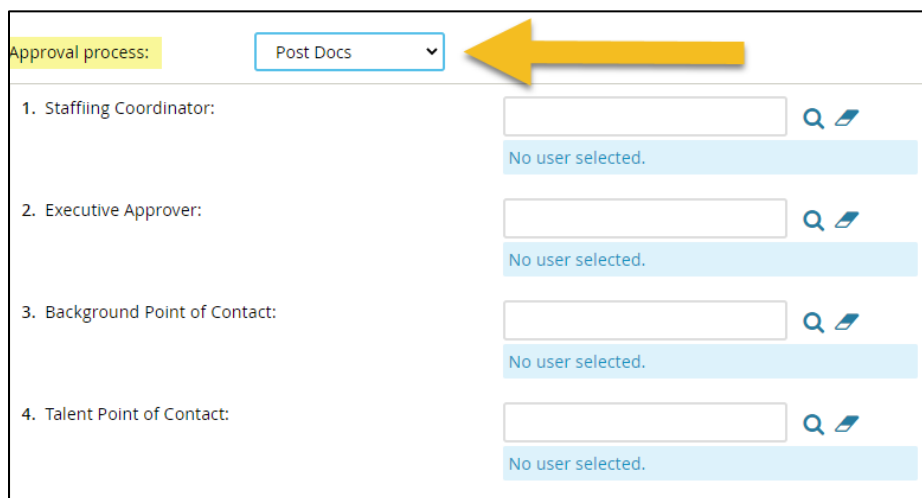 Approval process: Post Docs
1. Staffiing Coordinator:
No user selected.
2. Executive Approver:
No user selected.
3. Background Point of Contact:
No user selected.
4. Talent Point of Contact:
No user selected.